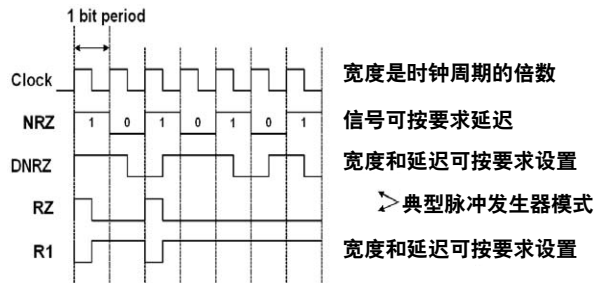 1 bit period
Clock 宽度是时钟周期的倍数
NRZ 1 0 1 0 1 0 1 信号可按要求延迟
DNRZ 宽度和延迟可按要求设置
RZ 典型脉冲发生器模式
R1 宽度和延迟可按要求设置